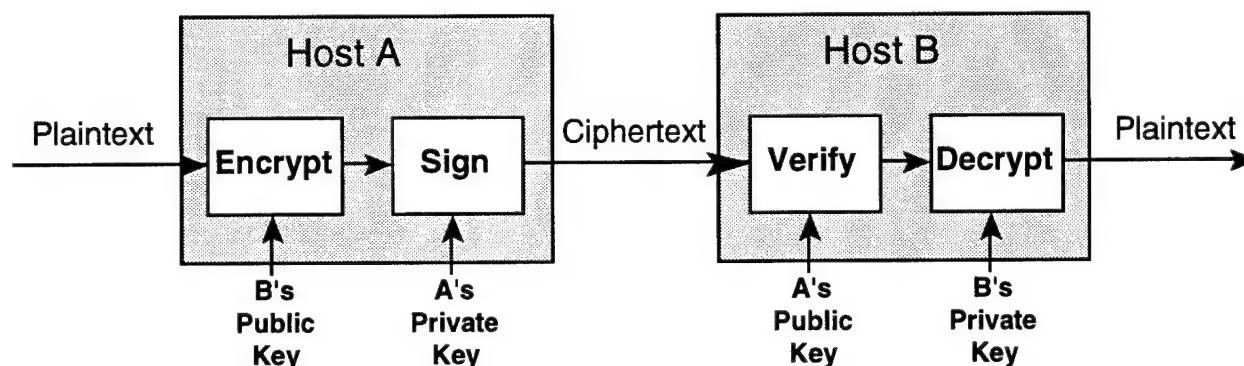 Host A
Host B
Plaintext
Encrypt
Sign
Ciphertext
Verify
Decrypt
Plaintext
B's
Public
Key
A's
Private
Key
A's
Public
Key
B's
Private
Key